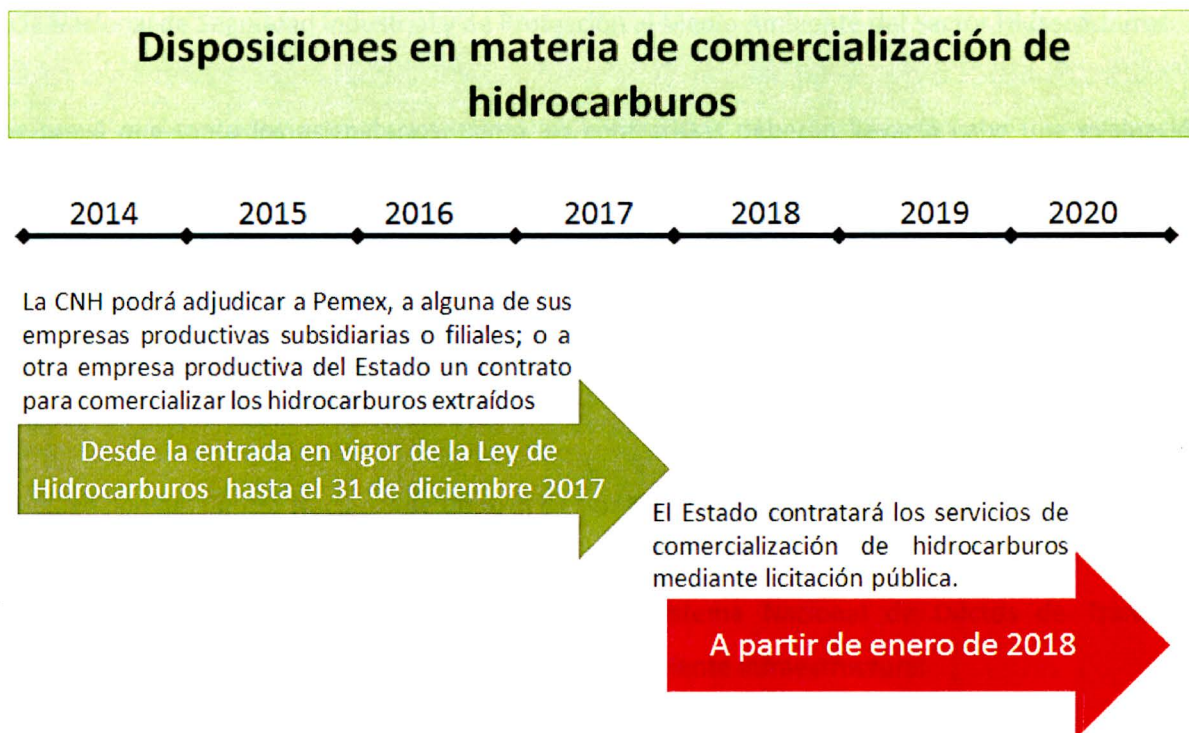 Disposiciones en materia de comercialización de
hidrocarburos
2014 2015 2016 2017 2018 2019 2020
La CNH podrá adjudicar a Pemex, a alguna de sus
empresas productivas subsidiarias o filiales; o a
otra empresa productiva del Estado un contrato
para comercializar los hidrocarburos extraídos
Desde la entrada en vigor de la Ley de
Hidrocarburos hasta el 31 de diciembre 2017
El Estado contratará los servicios de
comercialización de hidrocarburos
mediante licitación pública.
A partir de enero de 2018